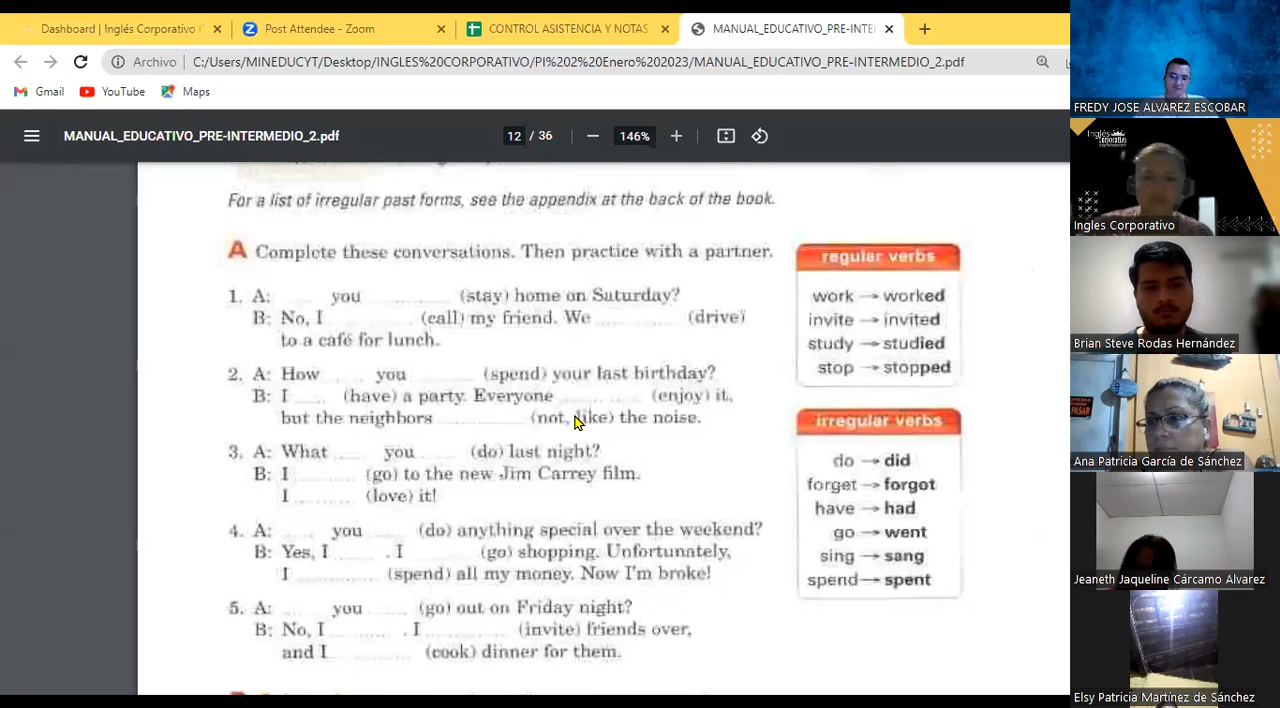 Dashboard | Inglés Corporativo C
Post Attendee - Zoom
CONTROL ASISTENCIA Y NOTAS
MANUAL_EDUCATIVO_PRE-INTE
Archivo
C:/Users/MINEDUCYT/Desktop/INGLES%20CORPORATIVO/PI%202%20Enero%202023/MANUAL_EDUCATIVO_PRE-INTERMEDIO_2.pdf
Gmail
YouTube
Maps
MANUAL_EDUCATIVO_PRE-INTERMEDIO_2.pdf
12 / 36
146%
For a list of irregular past forms, see the appendix at the back of the book.
A Complete these conversations. Then practice with a partner.
1. A: you (stay) home on Saturday?
B: No, I (call) my friend. We (drive)
to a café for lunch.
2. A: How you (spend) your last birthday?
B: I (have) a party. Everyone (enjoy) it,
but the neighbors (not, like) the noise.
3. A: What you (do) last night?
B: I (go) to the new Jim Carrey film.
I (love) it!
4. A: you (do) anything special over the weekend?
B: Yes, I . I (go) shopping. Unfortunately,
I (spend) all my money. Now I'm broke!
5. A: you (go) out on Friday night?
B: No, I . I (invite) friends over,
and I (cook) dinner for them.
regular verbs
work → worked
invite → invited
study → studied
stop → stopped
irregular verbs
do → did
forget → forgot
have → had
go → went
sing → sang
spend → spent
FREDY JOSE ALVAREZ ESCOBAR
Inglés
Corporativo
Ingles Corporativo
Brian Steve Rodas Hernández
PASAR
Ana Patricia García de Sánchez
Jeaneth Jaqueline Cárcamo Alvarez
Elsy Patricia Martínez de Sánchez